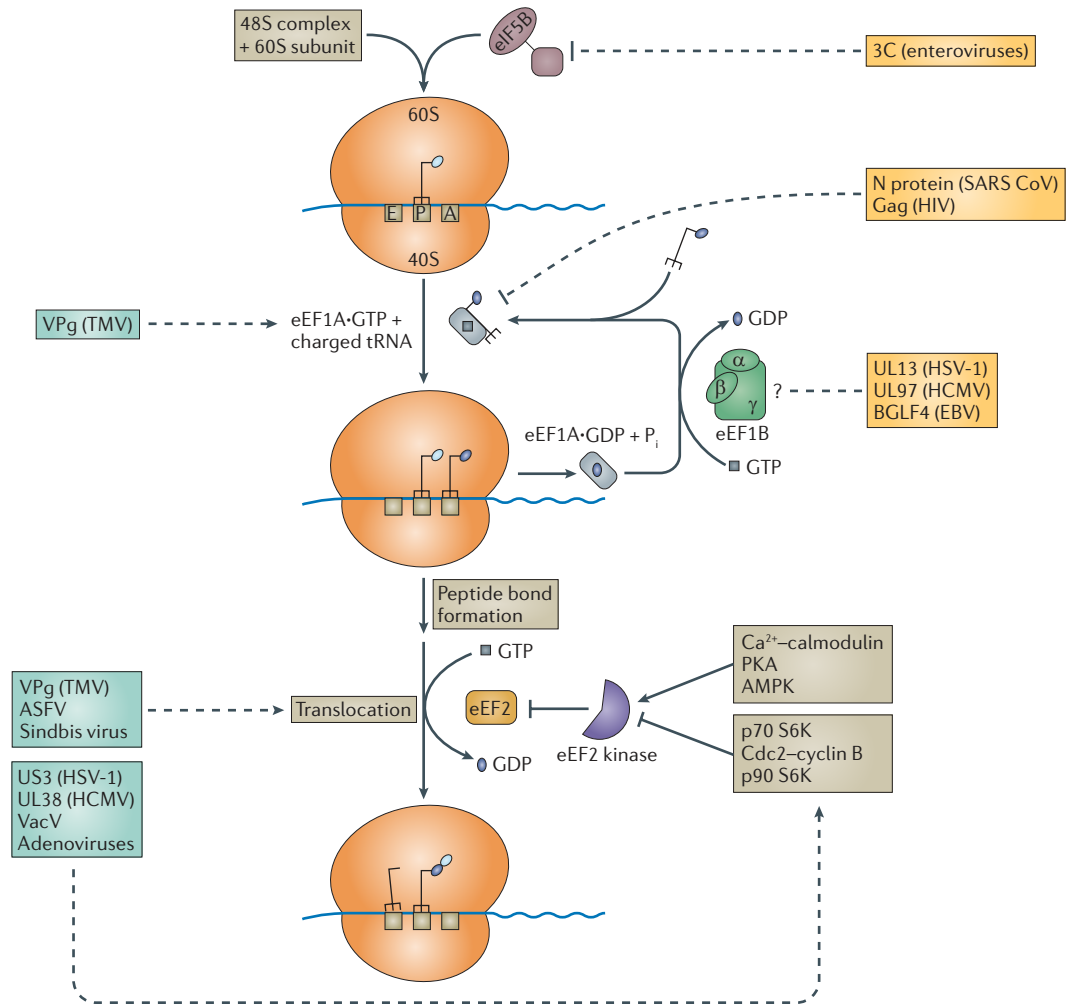 48S complex
+ 60S subunit
eIF5B
3C (enteroviruses)
60S
E P A
40S
N protein (SARS CoV)
Gag (HIV)
VPg (TMV)
eEF1A•GTP +
charged tRNA
GDP
α
β
γ
?
eEF1B
GTP
UL13 (HSV-1)
UL97 (HCMV)
BGLF4 (EBV)
eEF1A•GDP + Pi
Peptide bond
formation
GTP
VPg (TMV)
ASFV
Sindbis virus
Translocation
eEF2
eEF2 kinase
GDP
Ca²⁺–calmodulin
PKA
AMPK
p70 S6K
Cdc2–cyclin B
p90 S6K
US3 (HSV-1)
UL38 (HCMV)
VacV
Adenoviruses